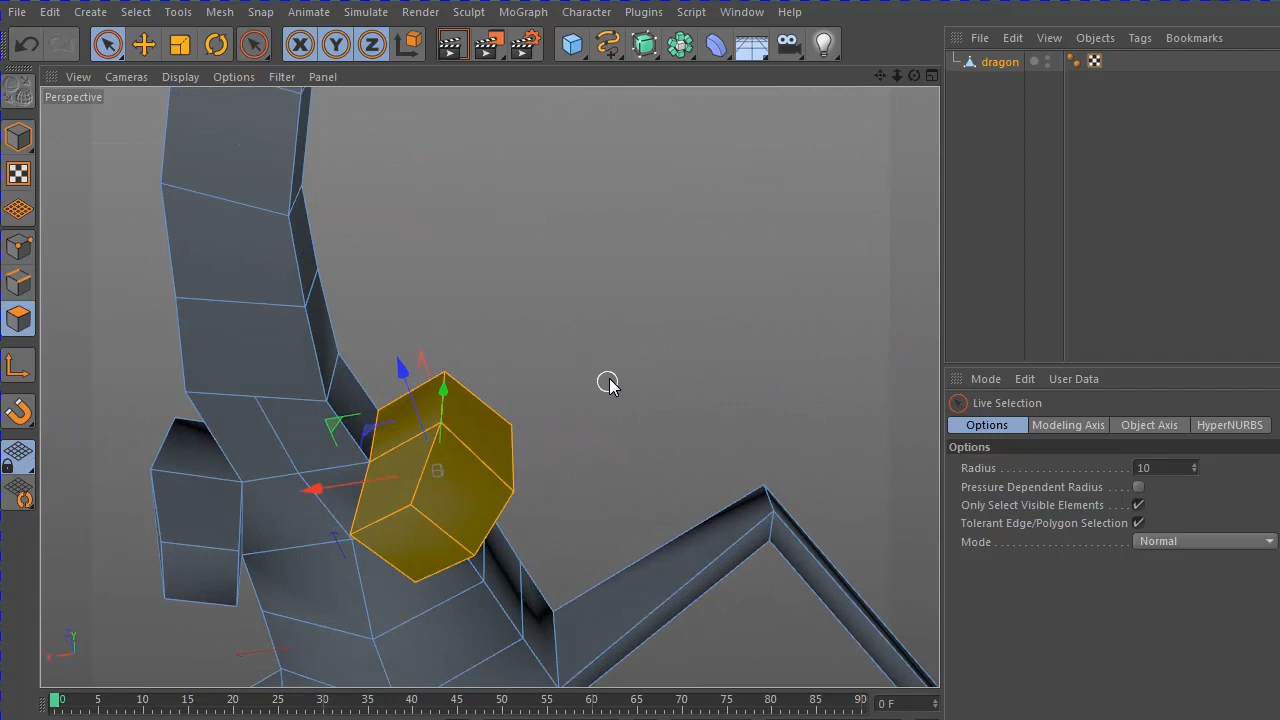 File Edit Create Select Tools Mesh Snap Animate Simulate Render Sculpt MoGraph Character Plugins Script Window Help
File Edit View Objects Tags Bookmarks
dragon
View Cameras Display Options Filter Panel
Perspective
Mode Edit User Data
Live Selection
Options Modeling Axis Object Axis HyperNURBS
Options
Radius 10
Pressure Dependent Radius
Only Select Visible Elements
Tolerant Edge/Polygon Selection
Mode Normal
0 5 10 15 20 25 30 35 40 45 50 55 60 65 70 75 80 85 90 0 F